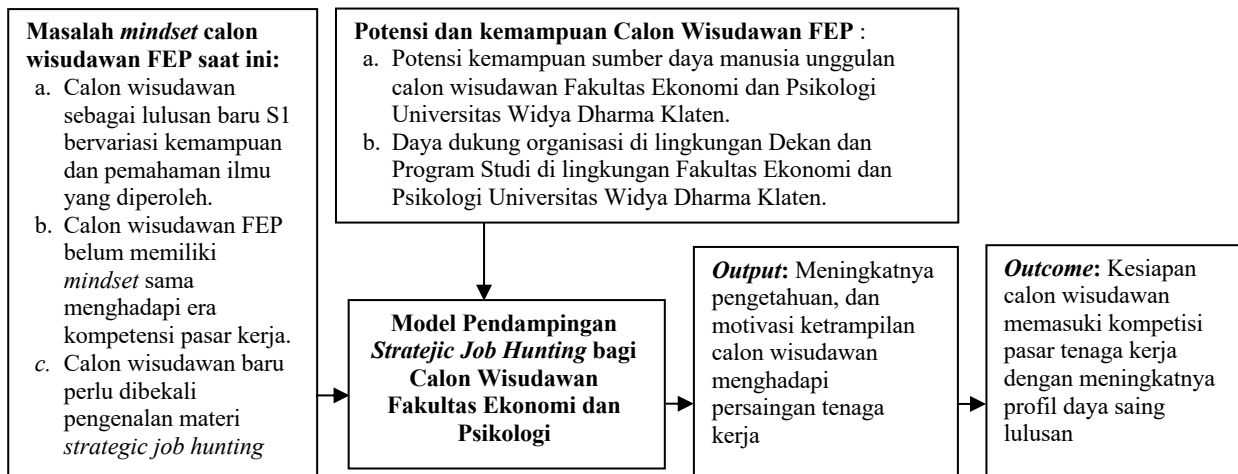 Masalah mindset calon
wisudawan FEP saat ini:
a. Calon wisudawan
sebagai lulusan baru S1
bervariasi kemampuan
dan pemahaman ilmu
yang diperoleh.
b. Calon wisudawan FEP
belum memiliki
mindset sama
menghadapi era
kompetensi pasar kerja.
c. Calon wisudawan baru
perlu dibekali
pengenalan materi
strategic job hunting
Potensi dan kemampuan Calon Wisudawan FEP :
a. Potensi kemampuan sumber daya manusia unggulan
calon wisudawan Fakultas Ekonomi dan Psikologi
Universitas Widya Dharma Klaten.
b. Daya dukung organisasi di lingkungan Dekan dan
Program Studi di lingkungan Fakultas Ekonomi dan
Psikologi Universitas Widya Dharma Klaten.
Model Pendampingan
Stratejic Job Hunting bagi
Calon Wisudawan
Fakultas Ekonomi dan
Psikologi
Output: Meningkatnya
pengetahuan, dan
motivasi ketrampilan
calon wisudawan
menghadapi
persaingan tenaga
kerja
Outcome: Kesiapan
calon wisudawan
memasuki kompetisi
pasar tenaga kerja
dengan meningkatnya
profil daya saing
lulusan